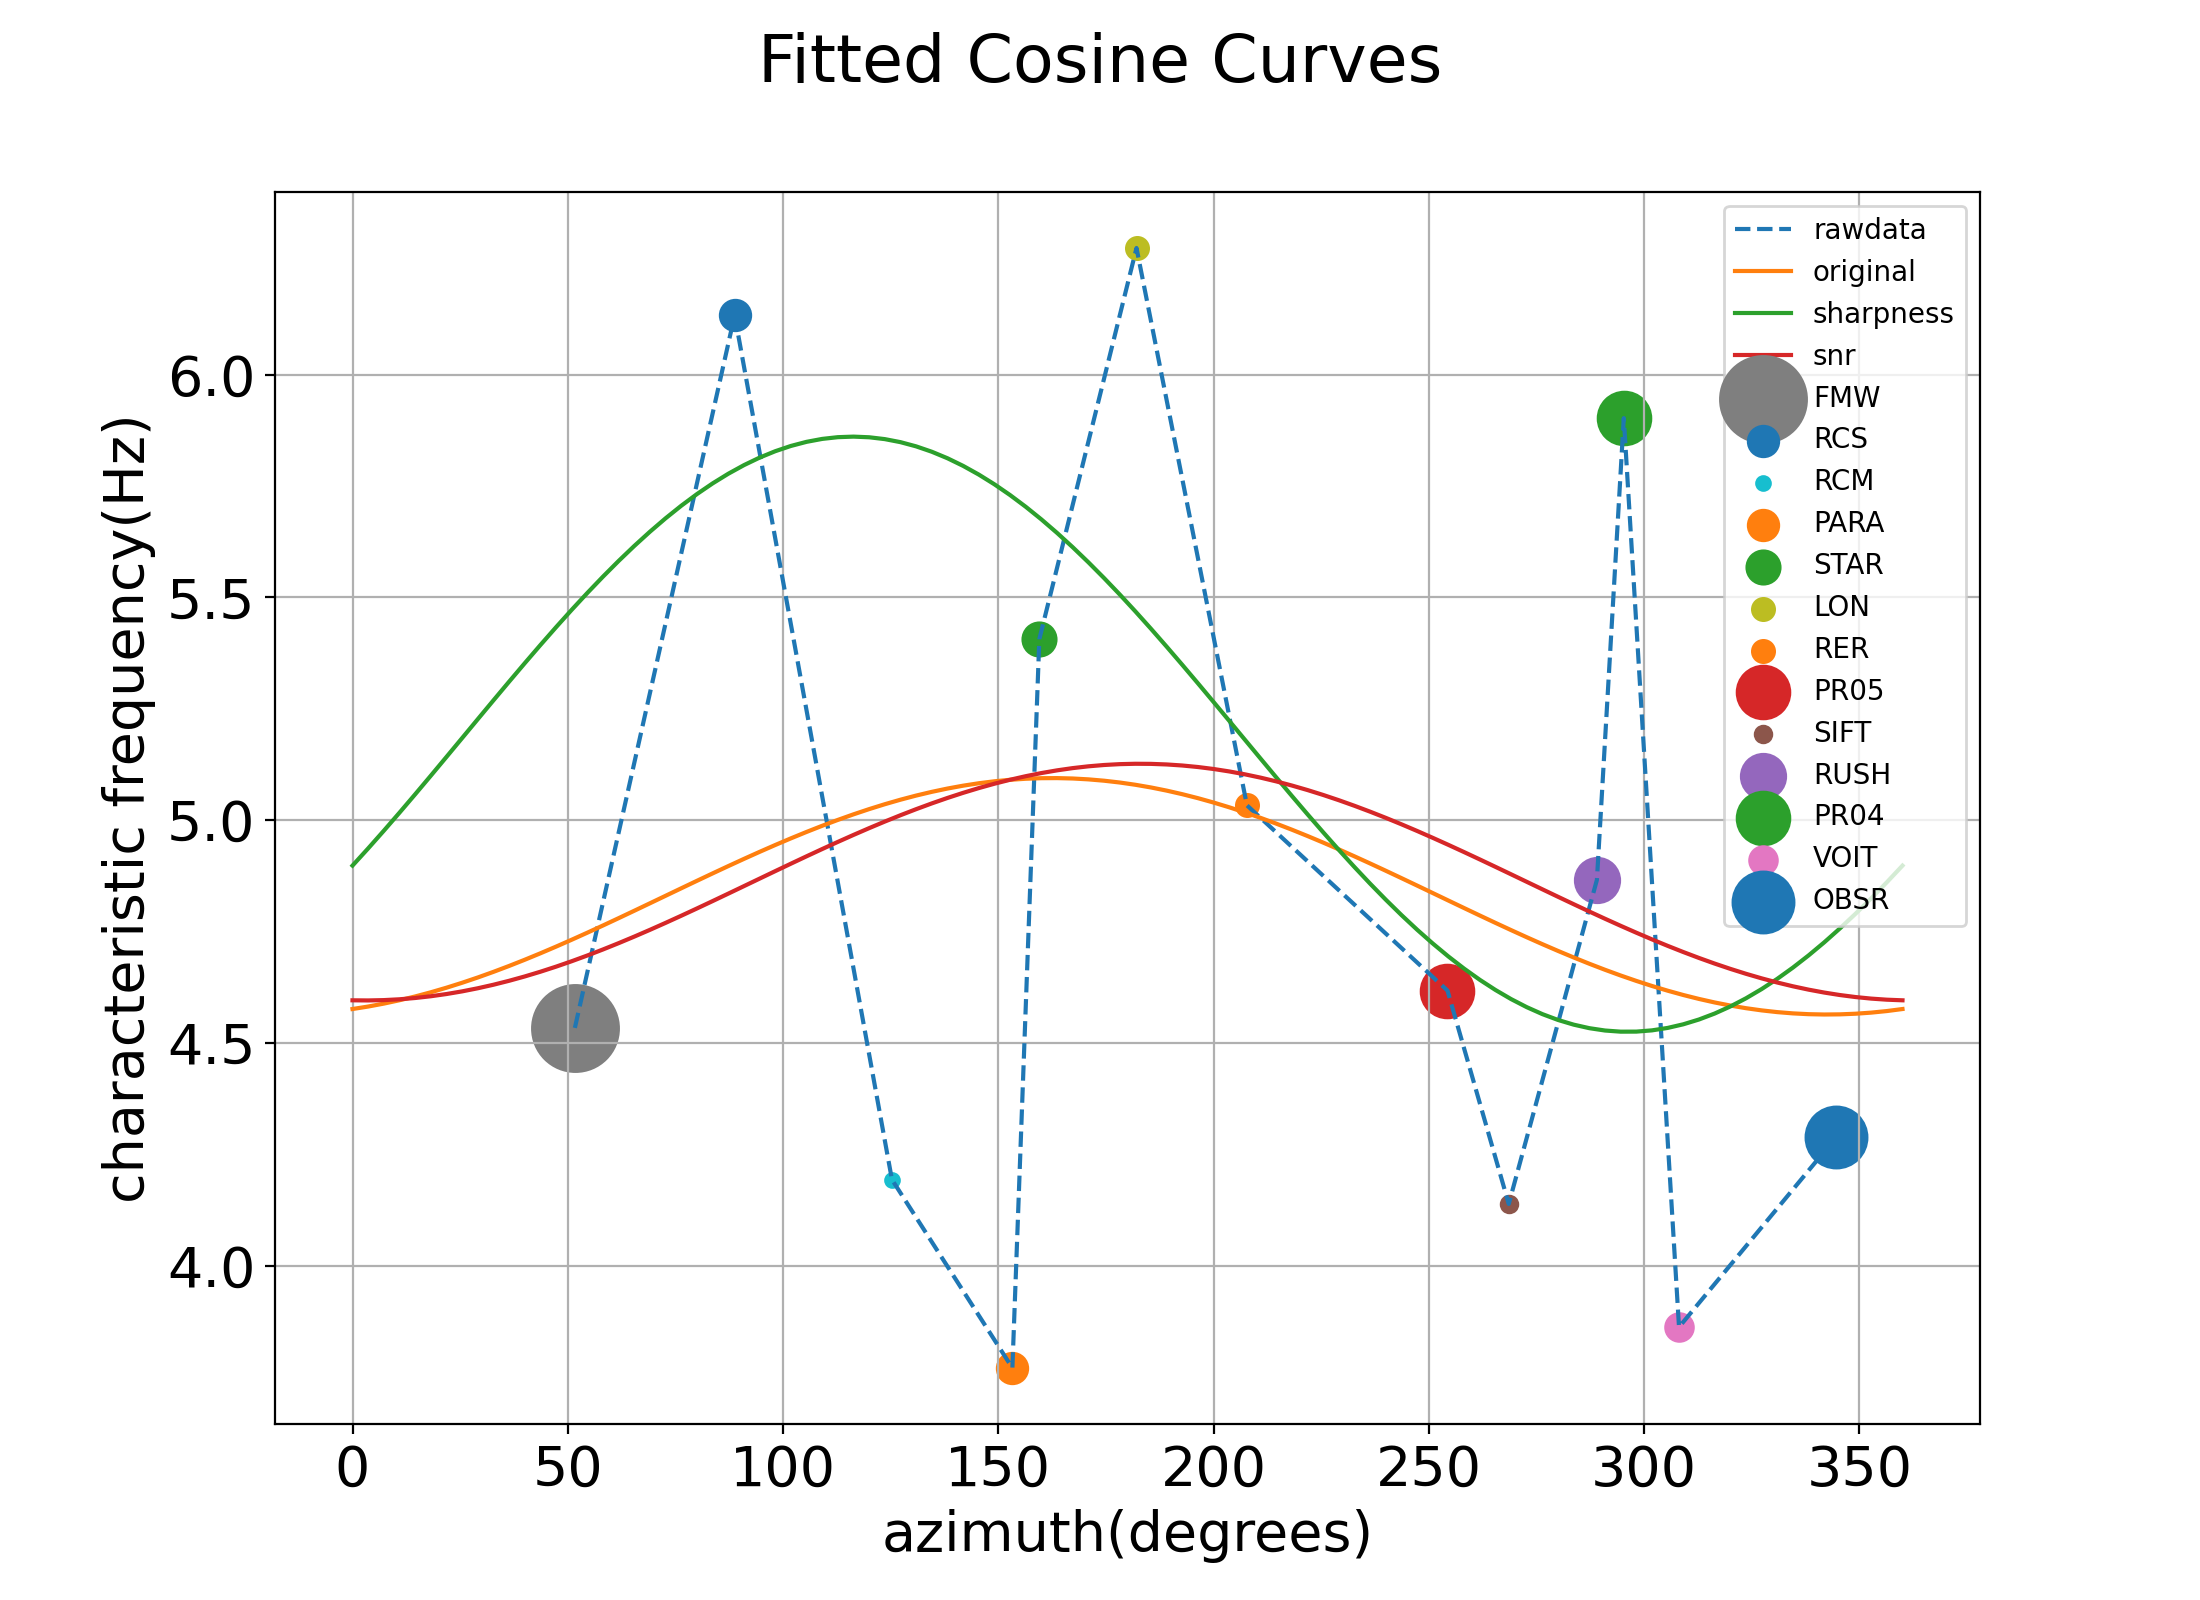 Fitted Cosine Curves
rawdata
original
sharpness
snr
FMW
RCS
RCM
PARA
STAR
LON
RER
PR05
SIFT
RUSH
PR04
VOIT
OBSR
characteristic frequency(Hz)
6.0
5.5
5.0
4.5
4.0
0 50 100 150 200 250 300 350
azimuth(degrees)